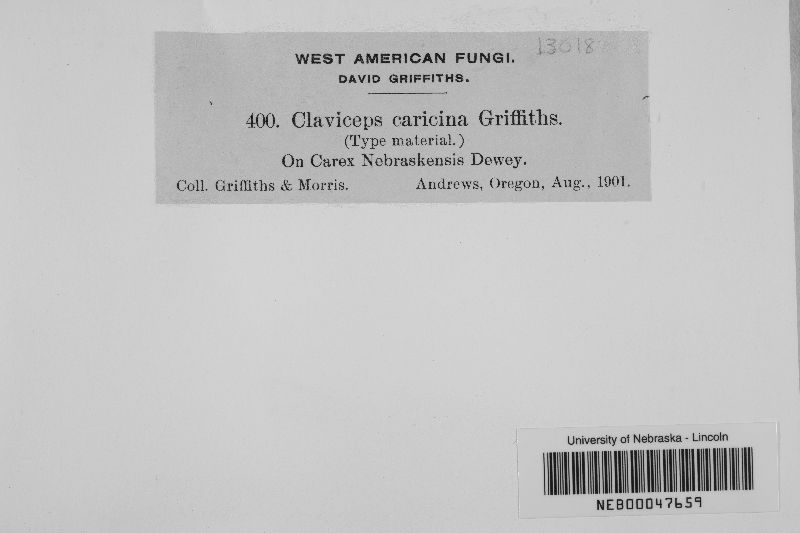 13018
WEST AMERICAN FUNGI.
DAVID GRIFFITHS.
400. Claviceps caricina Griffiths.
(Type material.)
On Carex Nebraskensis Dewey.
Coll. Griffiths & Morris. Andrews, Oregon, Aug., 1901.
University of Nebraska - Lincoln
NEB00047659